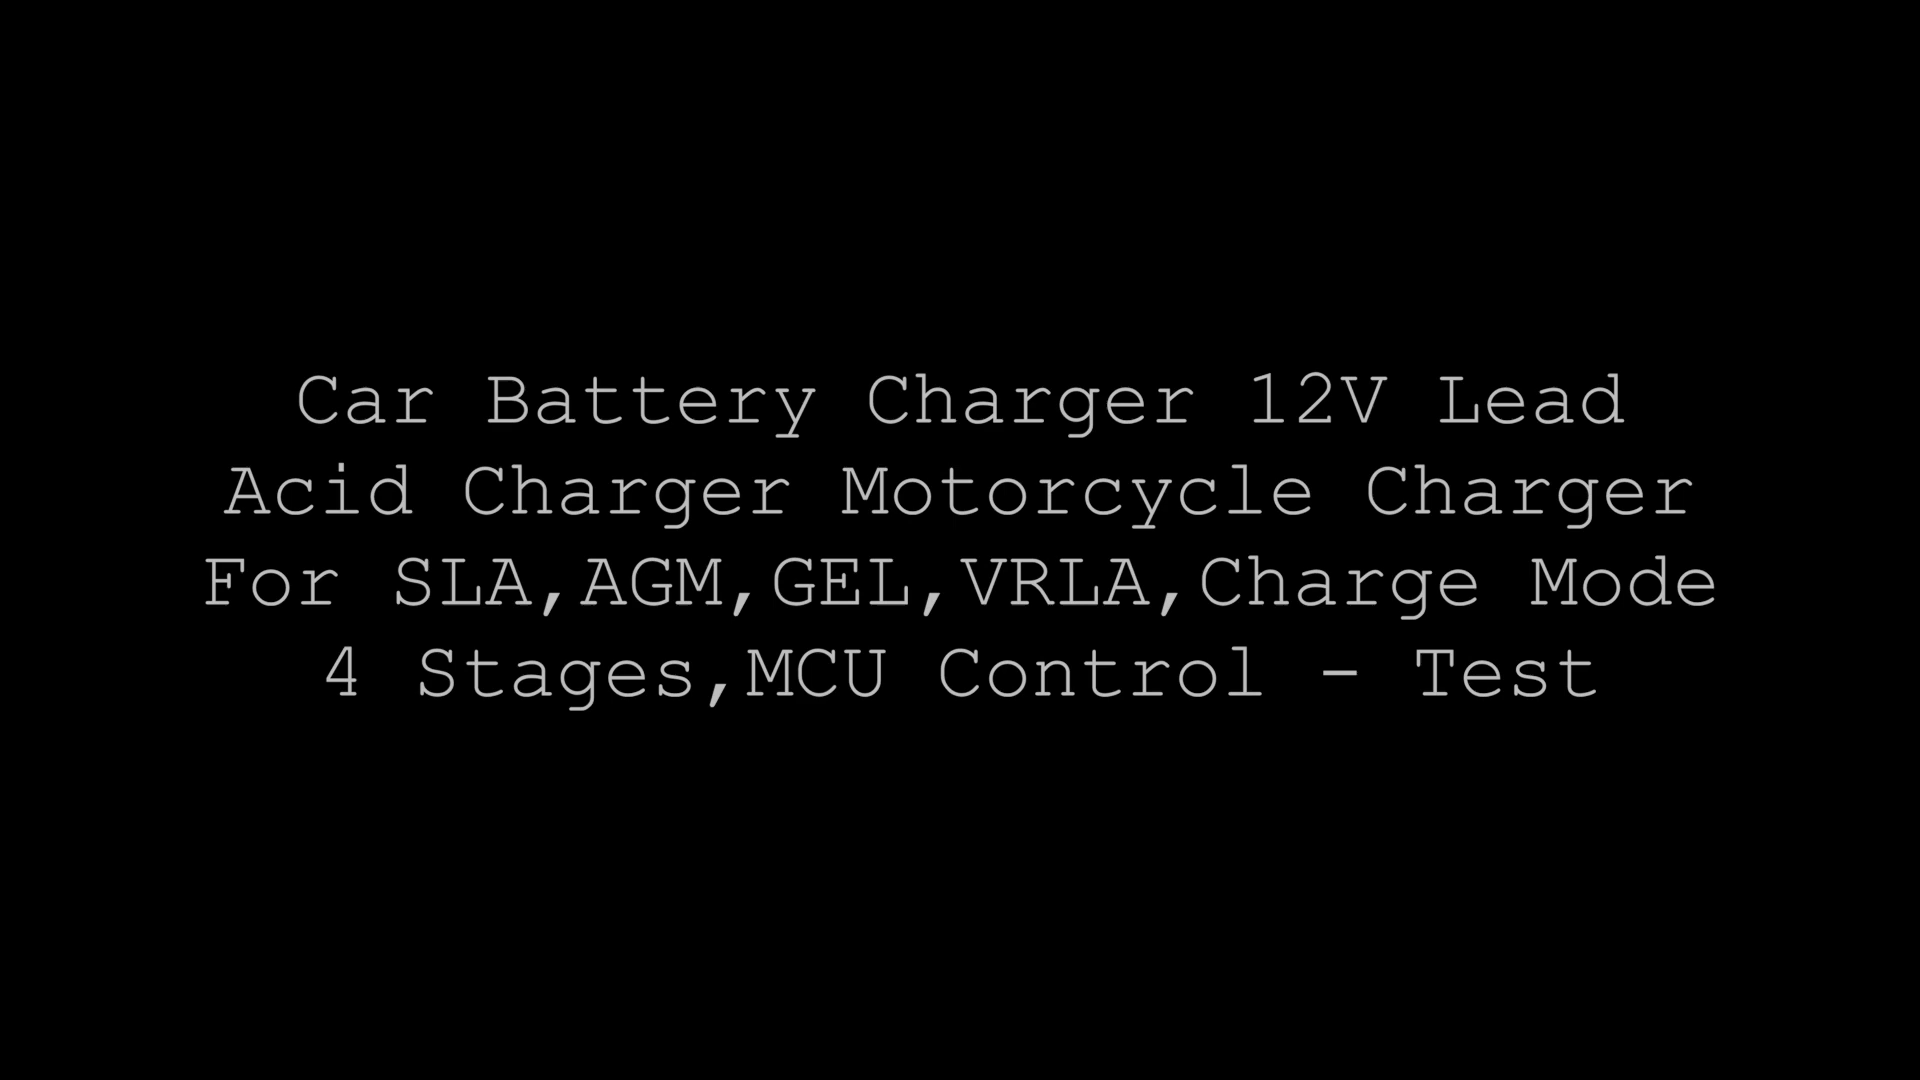 Car Battery Charger 12V Lead
Acid Charger Motorcycle Charger
For SLA,AGM,GEL,VRLA,Charge Mode
4 Stages,MCU Control - Test